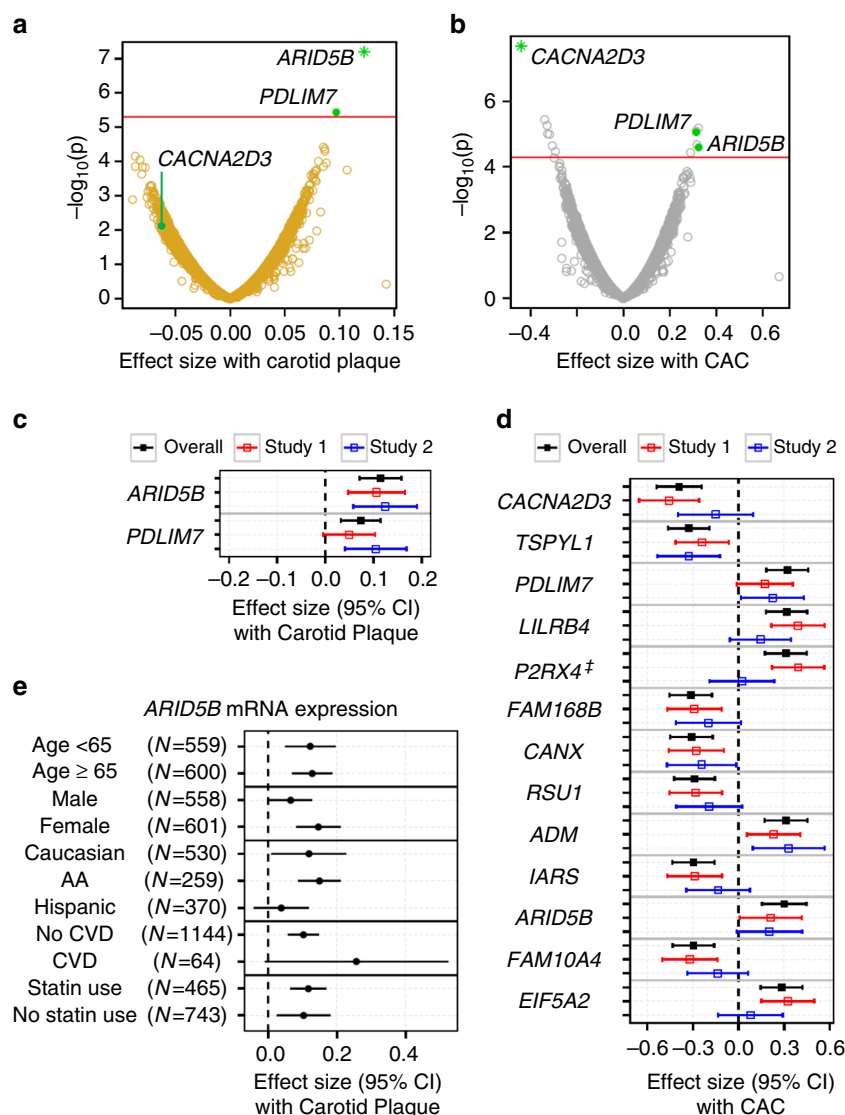 a
7
6
5
4
3
2
1
0
−log10(p)
ARID5B
PDLIM7
CACNA2D3
−0.05 0.00 0.05 0.10 0.15
Effect size with carotid plaque
b
6
4
2
0
−log10(p)
CACNA2D3
PDLIM7
ARID5B
−0.4 0.0 0.2 0.4 0.6
Effect size with CAC
c
Overall Study 1 Study 2
ARID5B
PDLIM7
−0.2 −0.1 0.0 0.1 0.2
Effect size (95% CI)
with Carotid Plaque
d
Overall Study 1 Study 2
CACNA2D3
TSPYL1
PDLIM7
LILRB4
P2RX4‡
FAM168B
CANX
RSU1
ADM
IARS
ARID5B
FAM10A4
EIF5A2
−0.6 −0.3 0.0 0.3 0.6
Effect size (95% CI)
with CAC
e
ARID5B mRNA expression
Age <65 (N=559)
Age ≥ 65 (N=600)
Male (N=558)
Female (N=601)
Caucasian (N=530)
AA (N=259)
Hispanic (N=370)
No CVD (N=1144)
CVD (N=64)
Statin use (N=465)
No statin use (N=743)
0.0 0.2 0.4
Effect size (95% CI)
with Carotid Plaque